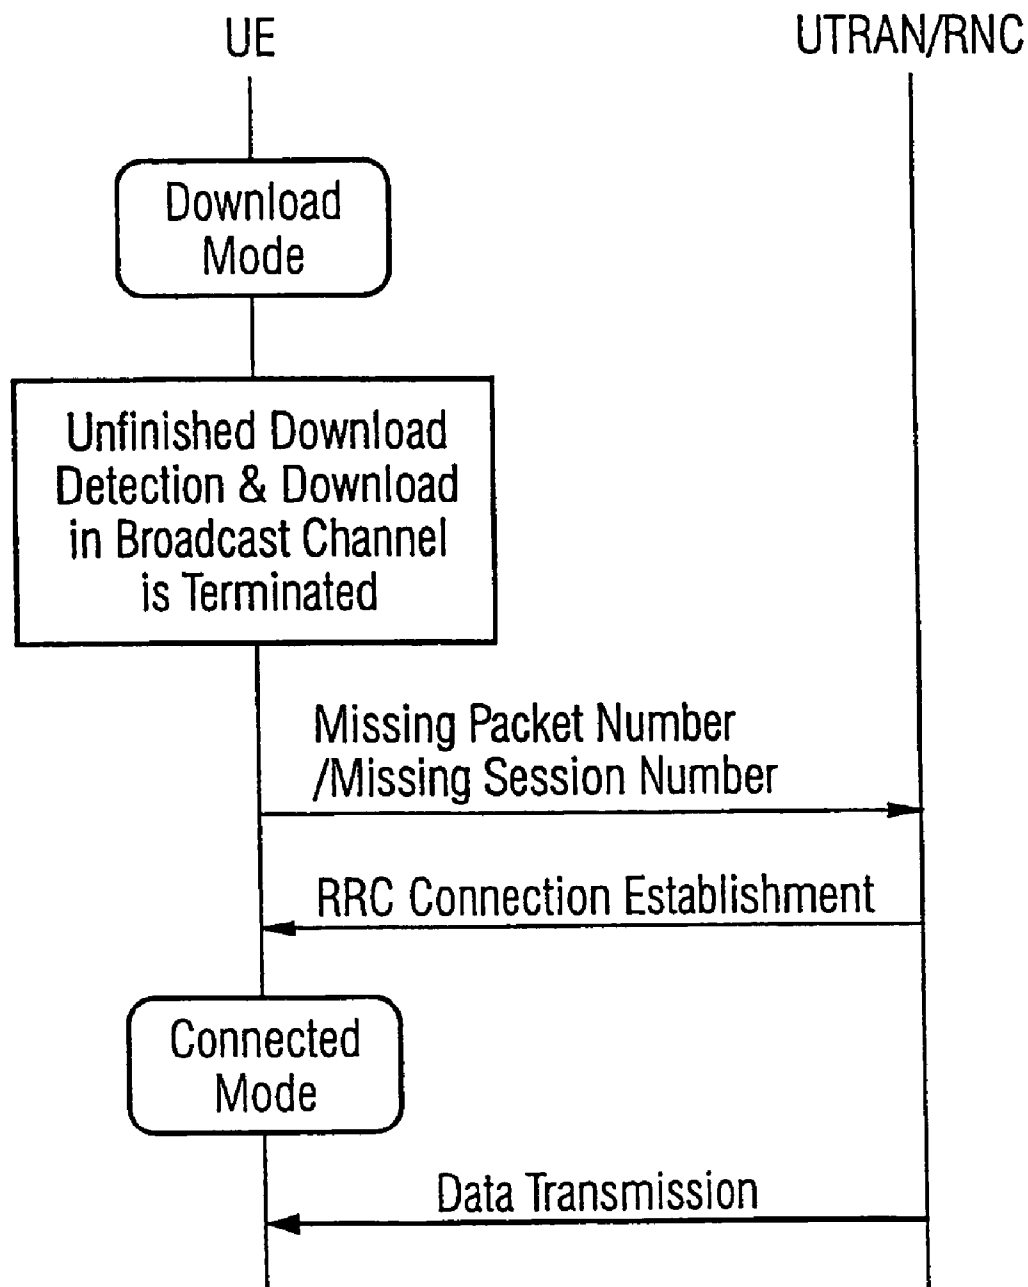 UE
UTRAN/RNC
Download
Mode
Unfinished Download
Detection & Download
in Broadcast Channel
is Terminated
Missing Packet Number
/Missing Session Number
RRC Connection Establishment
Connected
Mode
Data Transmission